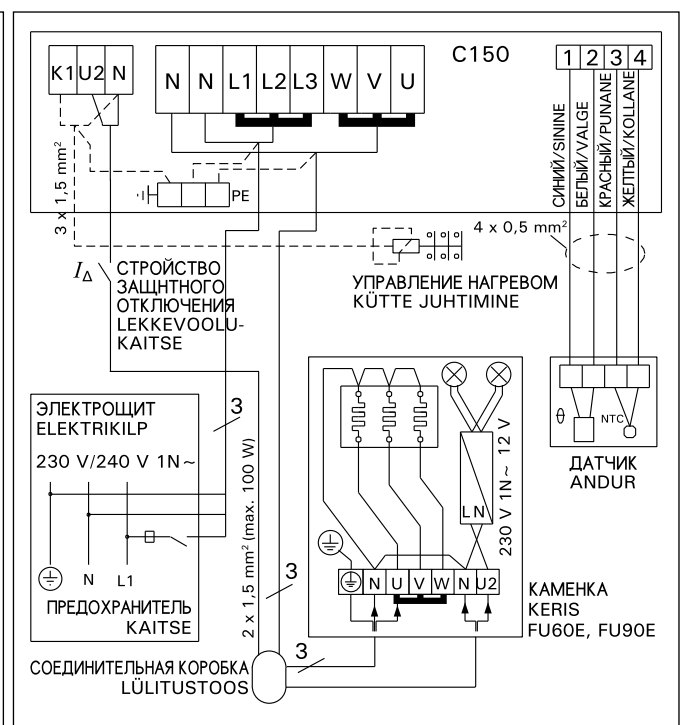 K1 U2 N
N N L1 L2 L3 W V U
C150
1 2 3 4
СИНИЙ/SININE
БЕЛЫЙ/VALGE
КРАСНЫЙ/PUNANE
ЖЕЛТЫЙ/KOLLANE
3 x 1,5 mm²
PE
4 x 0,5 mm²
I∆
СТРОЙСТВО
ЗАЩНТНОГО
ОТКЛЮЧЕНИЯ
LEKKEVOOLU-
KAITSE
УПРАВЛЕНИЕ НАГРЕВОМ
KÜTTE JUHTIMINE
ЭЛЕКТРОЩИТ
ELEKTRIKILP
230 V/240 V 1N~
N L1
ПРЕДОХРАНИТЕЛЬ
KAITSE
3
2 x 1,5 mm² (max. 100 W)
3
L N
230 V 1N~ 12 V
N U V W N U2
θ
NTC
ДАТЧИК
ANDUR
КАМЕНКА
KERIS
FU60E, FU90E
СОЕДИНИТЕЛЬНАЯ КОРОБКА
LÜLITUSTOOS
3